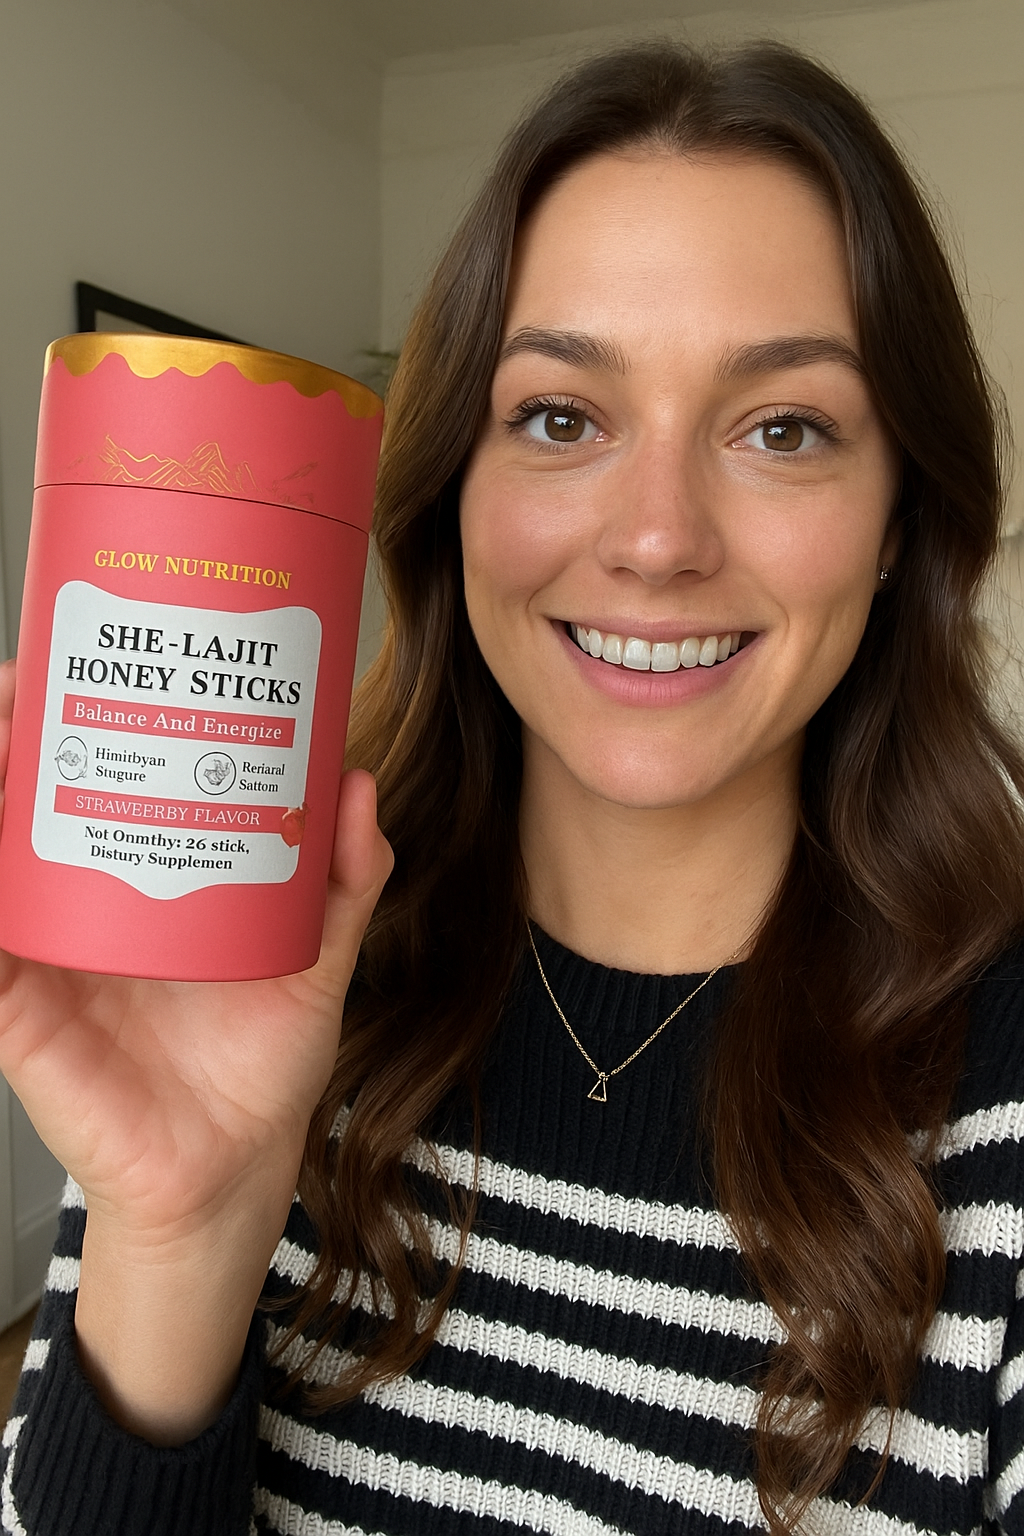 GLOW NUTRITION
SHE-LAJIT
HONEY STICKS
Balance And Energize
Himitbyan
Stugure
Reriaral
Sattom
STRAWEERBY FLAVOR
Not Onmthy: 26 stick,
Distury Supplemen